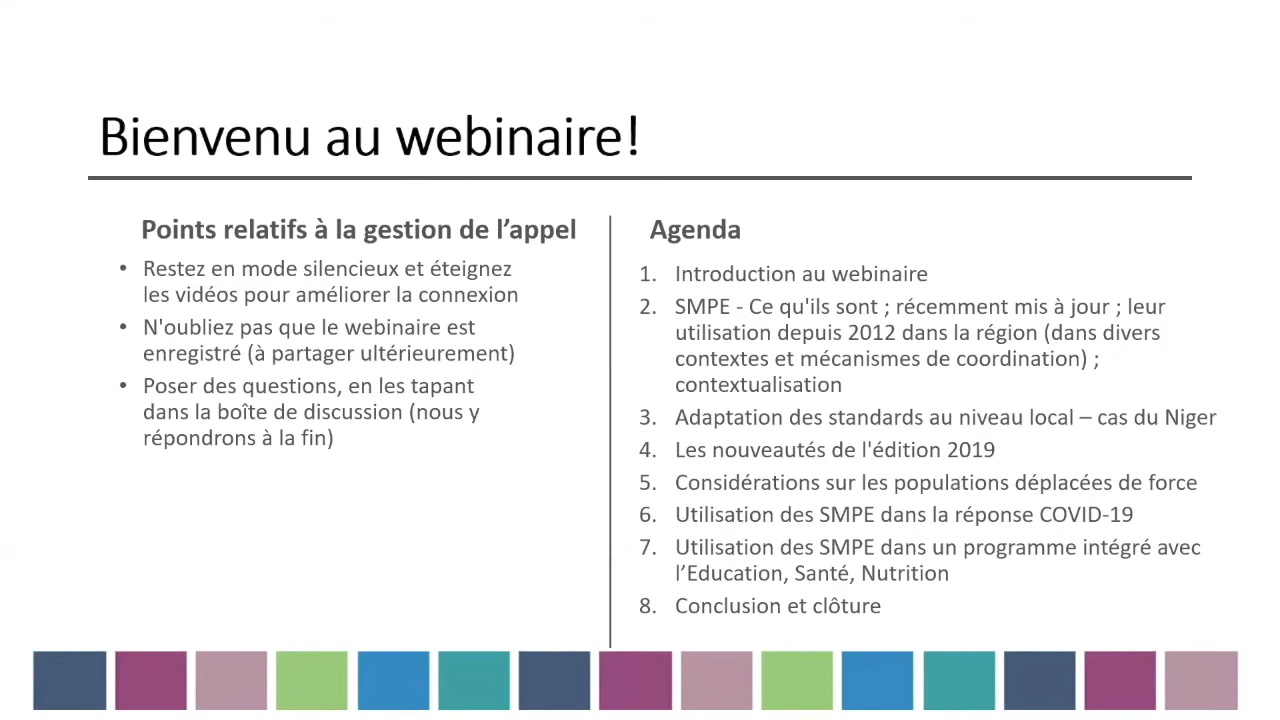 Bienvenu au webinaire!
Points relatifs à la gestion de l’appel
• Restez en mode silencieux et éteignez
les vidéos pour améliorer la connexion
• N'oubliez pas que le webinaire est
enregistré (à partager ultérieurement)
• Poser des questions, en les tapant
dans la boîte de discussion (nous y
répondrons à la fin)
Agenda
1. Introduction au webinaire
2. SMPE - Ce qu'ils sont ; récemment mis à jour ; leur
utilisation depuis 2012 dans la région (dans divers
contextes et mécanismes de coordination) ;
contextualisation
3. Adaptation des standards au niveau local – cas du Niger
4. Les nouveautés de l'édition 2019
5. Considérations sur les populations déplacées de force
6. Utilisation des SMPE dans la réponse COVID-19
7. Utilisation des SMPE dans un programme intégré avec
l’Education, Santé, Nutrition
8. Conclusion et clôture